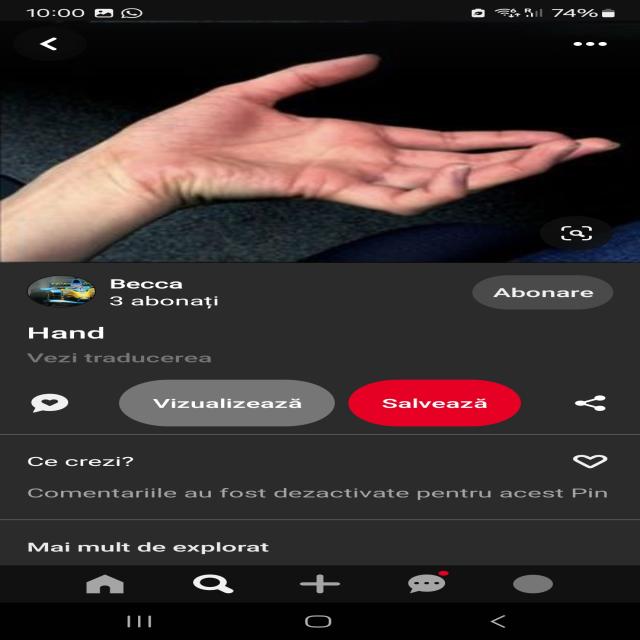 10:00
74%
Becca
3 abonați
Abonare
Hand
Vezi traducerea
Vizualizează
Salvează
Ce crezi?
Comentariile au fost dezactivate pentru acest Pin
Mai mult de explorat